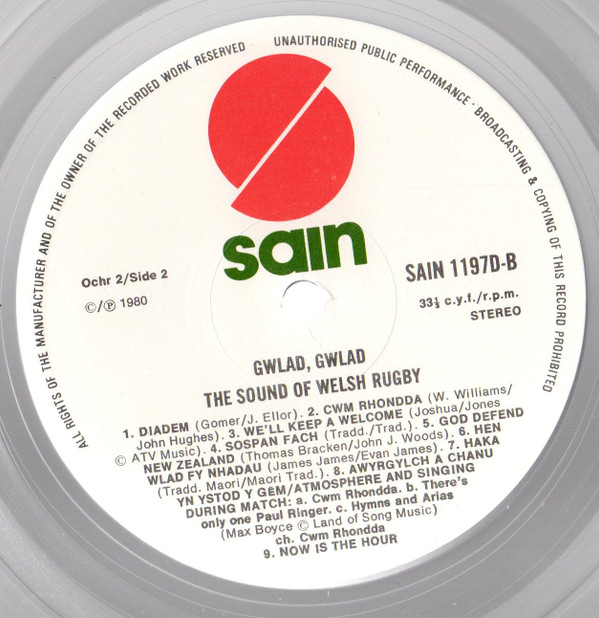 ALL RIGHTS OF THE MANUFACTURER AND OF THE OWNER OF THE RECORDED WORK RESERVED UNAUTHORISED PUBLIC PERFORMANCE · BROADCASTING & COPYING OF THIS RECORD PROHIBITED
sain
Ochr 2/Side 2
©/℗ 1980
SAIN 1197D-B
33⅓ c.y.f./r.p.m.
STEREO
GWLAD, GWLAD
THE SOUND OF WELSH RUGBY
1. DIADEM (Gomer/J. Ellor). 2. CWM RHONDDA (W. Williams/
John Hughes). 3. WE'LL KEEP A WELCOME (Joshua/Jones
© ATV Music). 4. SOSPAN FACH (Tradd./Trad.). 5. GOD DEFEND
NEW ZEALAND (Thomas Bracken/John J. Woods). 6. HEN
WLAD FY NHADAU (James James/Evan James). 7. HAKA
(Tradd. Maori/Maori Trad.). 8. AWYRGYLCH A CHANU
YN YSTOD Y GEM/ATMOSPHERE AND SINGING
DURING MATCH: a. Cwm Rhondda. b. There's
only one Paul Ringer. c. Hymns and Arias
(Max Boyce © Land of Song Music)
ch. Cwm Rhondda
9. NOW IS THE HOUR